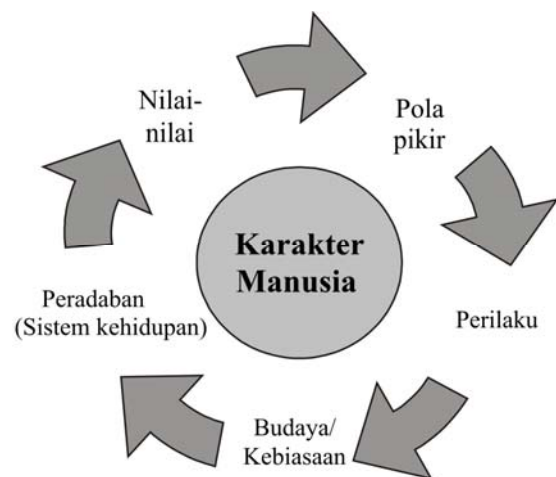 Nilai-
nilai
Pola
pikir
Karakter
Manusia
Perilaku
Budaya/
Kebiasaan
Peradaban
(Sistem kehidupan)